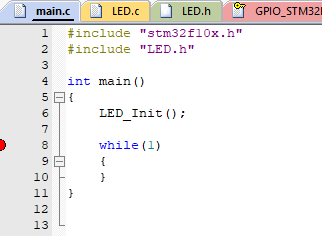 main.c LED.c LED.h GPIO_STM32
1 #include "stm32f10x.h"
2 #include "LED.h"
3
4 int main()
5 {
6 LED_Init();
7
8 while(1)
9 {
10 }
11 }
12
13